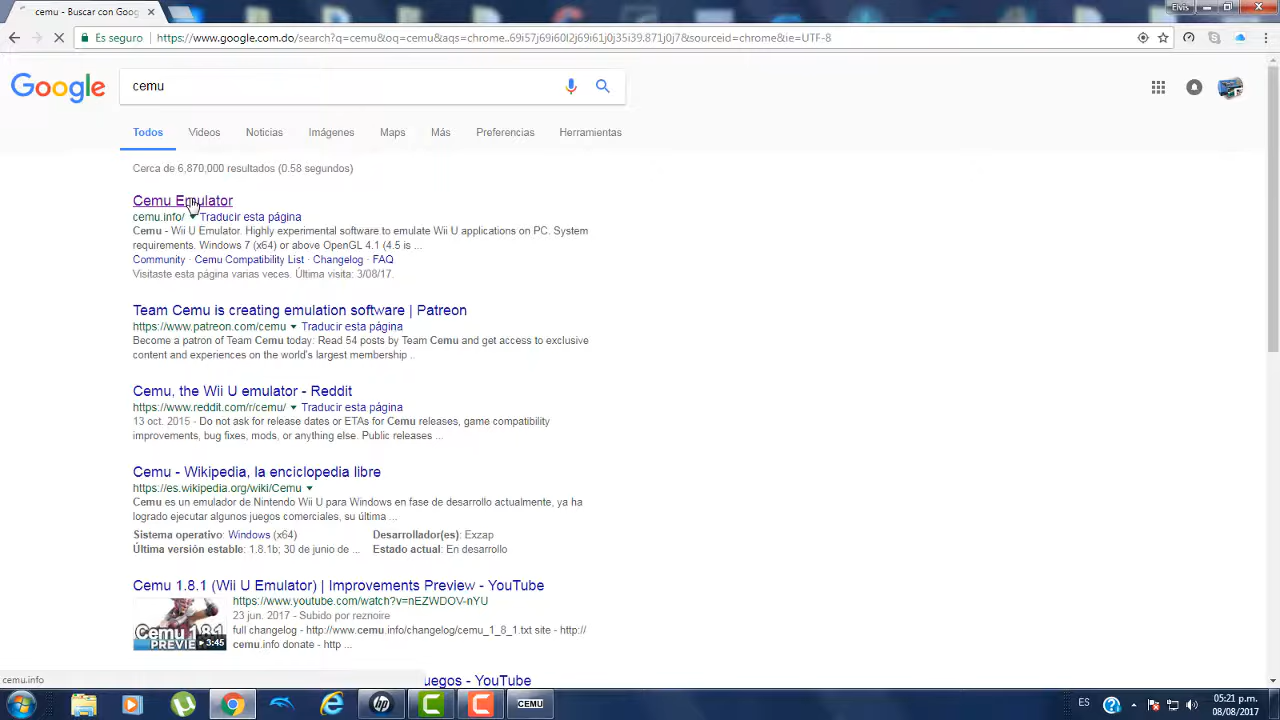 cemu - Buscar con Goog
Elvis
Es seguro
https://www.google.com.do/search?q=cemu&oq=cemu&aqs=chrome..69i57j69i60l2j69i61j0j35i39.871j0j7&sourceid=chrome&ie=UTF-8
Google
cemu
Todos Videos Noticias Imágenes Maps Más Preferencias Herramientas
Cerca de 6,870,000 resultados (0.58 segundos)
Cemu Emulator
cemu.info/ Traducir esta página
Cemu - Wii U Emulator. Highly experimental software to emulate Wii U applications on PC. System
requirements. Windows 7 (x64) or above OpenGL 4.1 (4.5 is ...
Community · Cemu Compatibility List · Changelog · FAQ
Visitaste esta página varias veces. Última visita: 3/08/17.
Team Cemu is creating emulation software | Patreon
https://www.patreon.com/cemu Traducir esta página
Become a patron of Team Cemu today: Read 54 posts by Team Cemu and get access to exclusive
content and experiences on the world's largest membership ..
Cemu, the Wii U emulator - Reddit
https://www.reddit.com/r/cemu/ Traducir esta página
13 oct. 2015 - Do not ask for release dates or ETAs for Cemu releases, game compatibility
improvements, bug fixes, mods, or anything else. Public releases ...
Cemu - Wikipedia, la enciclopedia libre
https://es.wikipedia.org/wiki/Cemu
Cemu es un emulador de Nintendo Wii U para Windows en fase de desarrollo actualmente, ya ha
logrado ejecutar algunos juegos comerciales, su última ...
Sistema operativo: Windows (x64) Desarrollador(es): Exzap
Última versión estable: 1.8.1b; 30 de junio de ... Estado actual: En desarrollo
Cemu 1.8.1 (Wii U Emulator) | Improvements Preview - YouTube
https://www.youtube.com/watch?v=nEZWDOV-nYU
23 jun. 2017 - Subido por reznoire
full changelog - http://www.cemu.info/changelog/cemu_1_8_1.txt site - http://
cemu.info donate - http ...
Cemu 1.8.1
PREVIEW
3:45
uegos - YouTube
cemu.info
hp
CEMU
ES
05:21 p.m.
08/08/2017